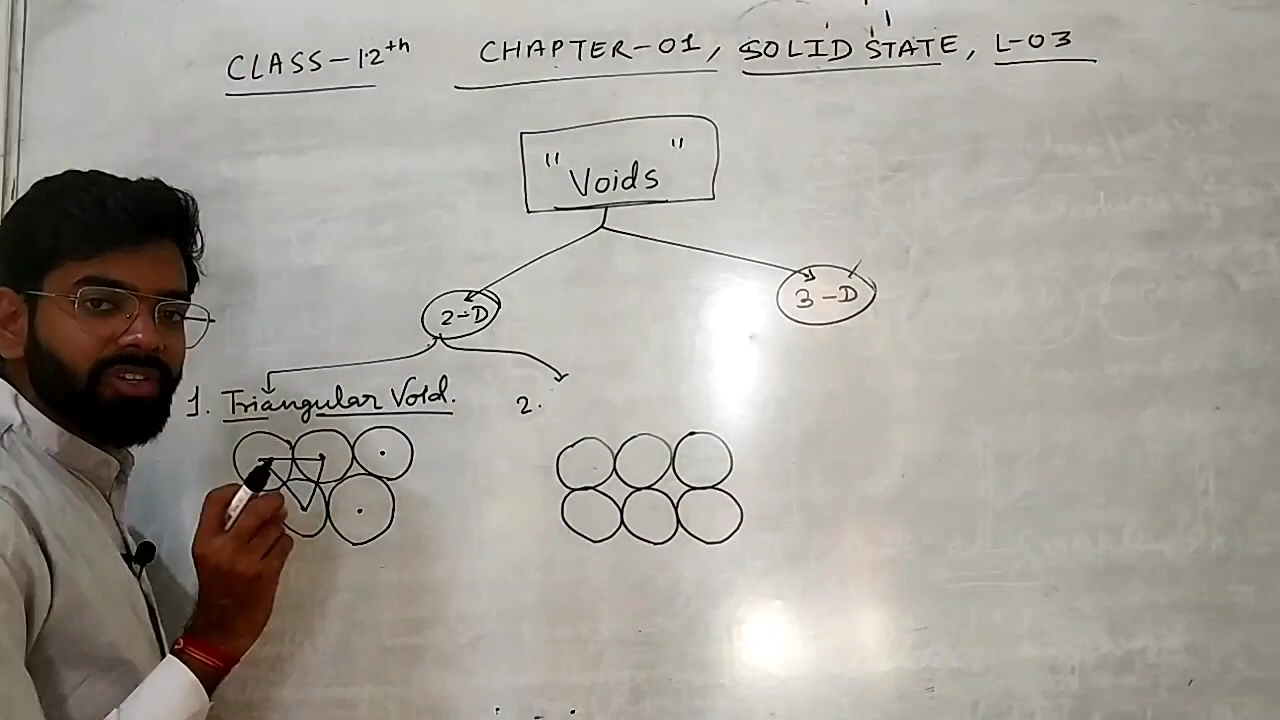 CLASS-12th CHAPTER-01, SOLID STATE, L-03
"Voids"
2-D
3-D
1. Triangular Void.
2.